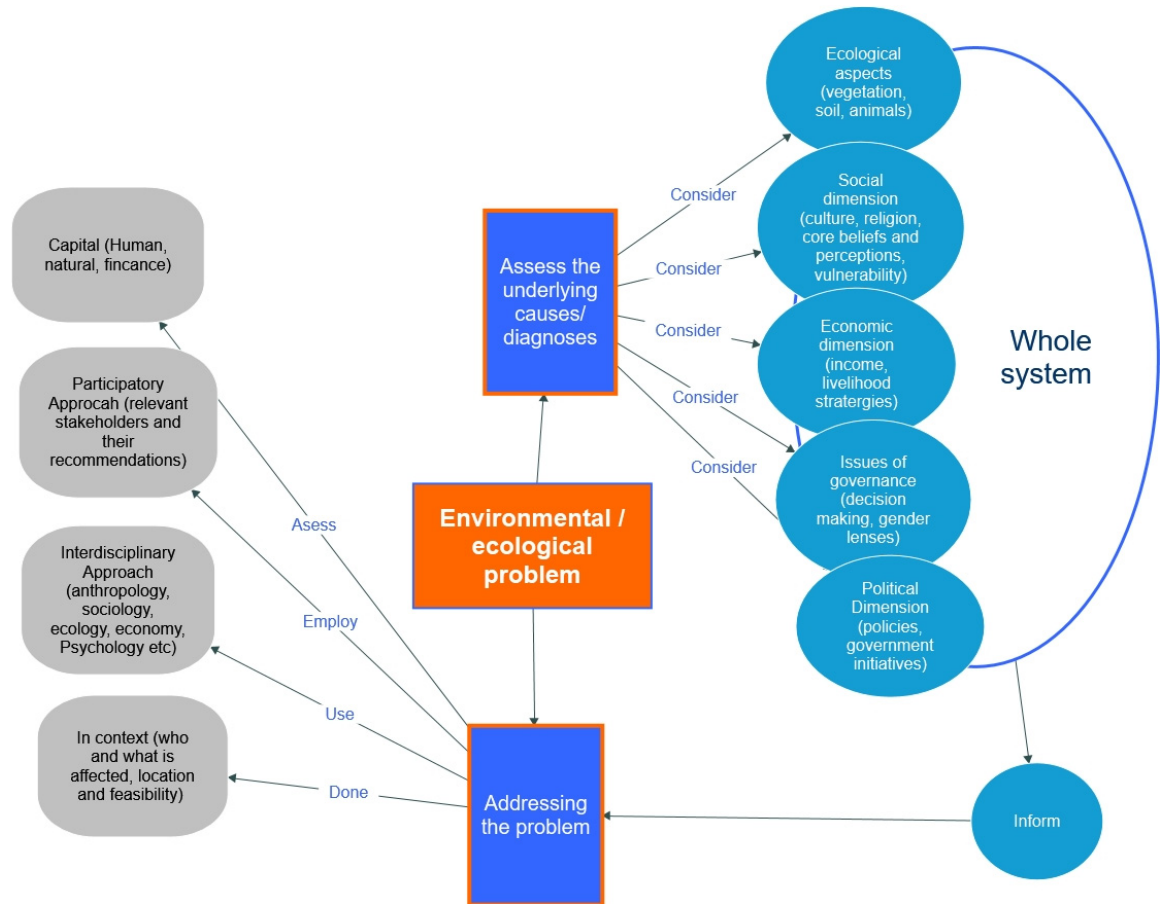 Ecological
aspects
(vegetation,
soil, animals)
Consider
Social
dimension
(culture, religion,
core beliefs and
perceptions,
vulnerability)
Capital (Human,
natural, fincance)
Assess the
underlying
causes/
diagnoses
Consider
Consider
Economic
dimension
(income,
livelihood
stratergies)
Whole
system
Participatory
Approcah (relevant
stakeholders and
their
recommendations)
Consider
Consider
Issues of
governance
(decision
making, gender
lenses)
Environmental /
ecological
problem
Asess
Interdisciplinary
Approach
(anthropology,
sociology,
ecology, economy,
Psychology etc)
Employ
Political
Dimension
(policies,
government
initiatives)
Use
In context (who
and what is
affected, location
and feasibility)
Done
Addressing
the problem
Inform